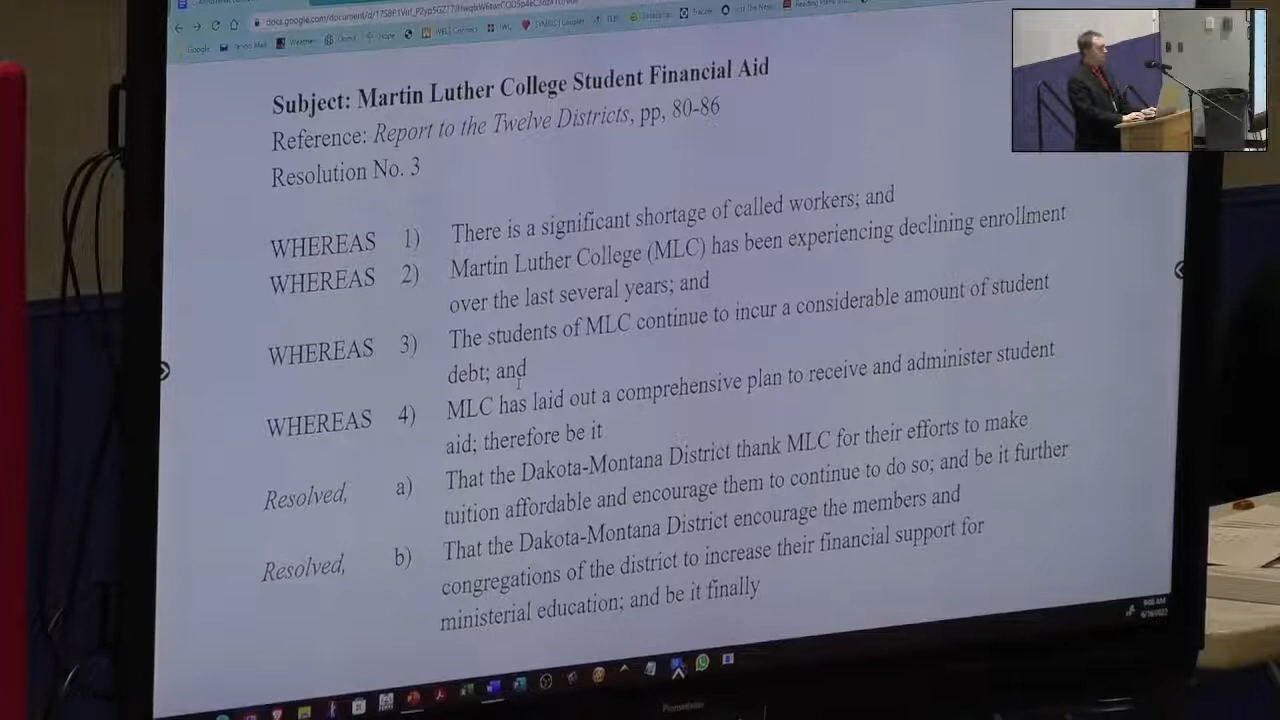 Subject: Martin Luther College Student Financial Aid
Reference: Report to the Twelve Districts, pp, 80-86
Resolution No. 3
WHEREAS 1) There is a significant shortage of called workers; and
WHEREAS 2) Martin Luther College (MLC) has been experiencing declining enrollment
over the last several years; and
WHEREAS 3) The students of MLC continue to incur a considerable amount of student
debt; and
WHEREAS 4) MLC has laid out a comprehensive plan to receive and administer student
aid; therefore be it
Resolved, a) That the Dakota-Montana District thank MLC for their efforts to make
tuition affordable and encourage them to continue to do so; and be it further
Resolved, b) That the Dakota-Montana District encourage the members and
congregations of the district to increase their financial support for
ministerial education; and be it finally
Promethean